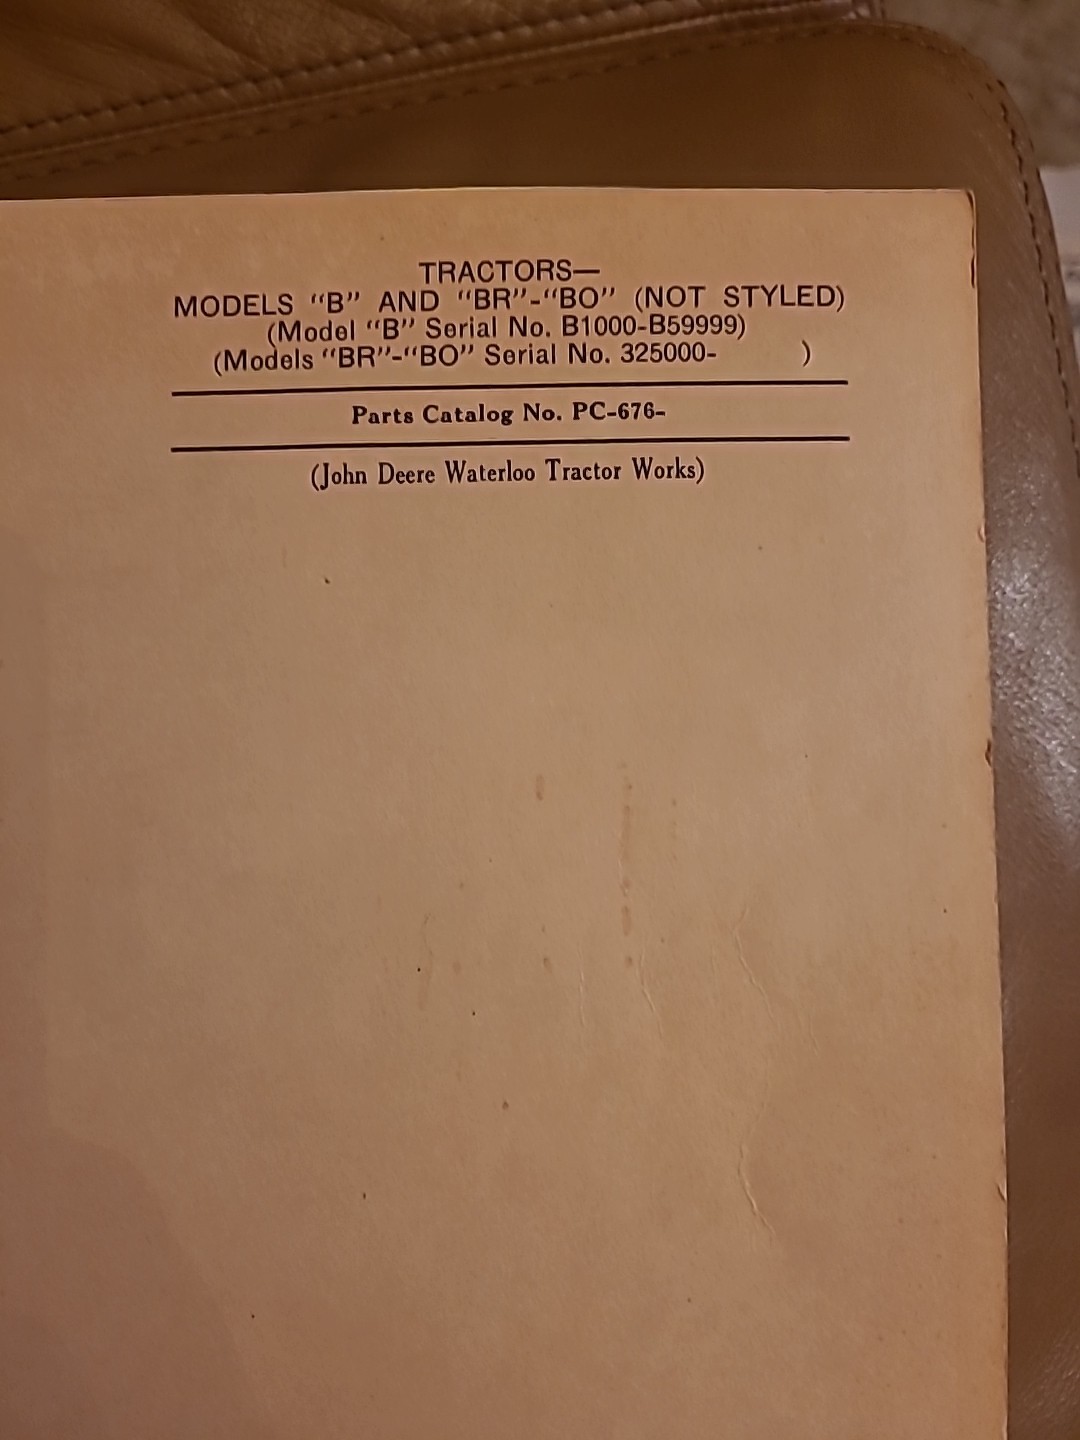 TRACTORS—
MODELS “B” AND “BR”-“BO” (NOT STYLED)
(Model “B” Serial No. B1000-B59999)
(Models “BR”-“BO” Serial No. 325000- )
Parts Catalog No. PC-676-
(John Deere Waterloo Tractor Works)